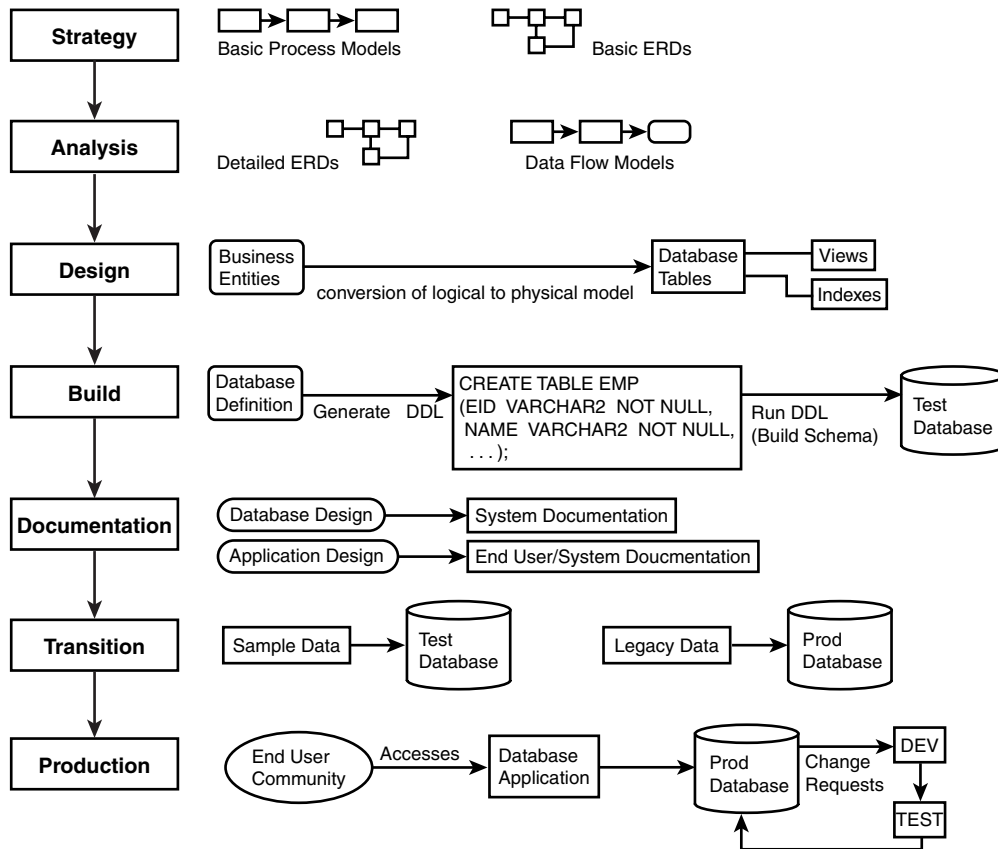 Strategy
Basic Process Models
Basic ERDs
Analysis
Detailed ERDs
Data Flow Models
Design
Business
Entities
conversion of logical to physical model
Database
Tables
Views
Indexes
Build
Database
Definition
Generate DDL
CREATE TABLE EMP
(EID VARCHAR2 NOT NULL,
NAME VARCHAR2 NOT NULL,
. . . );
Run DDL
(Build Schema)
Test
Database
Documentation
Database Design
System Documentation
Application Design
End User/System Doucmentation
Transition
Sample Data
Test
Database
Legacy Data
Prod
Database
Production
End User
Community
Accesses
Database
Application
Prod
Database
Change
Requests
DEV
TEST